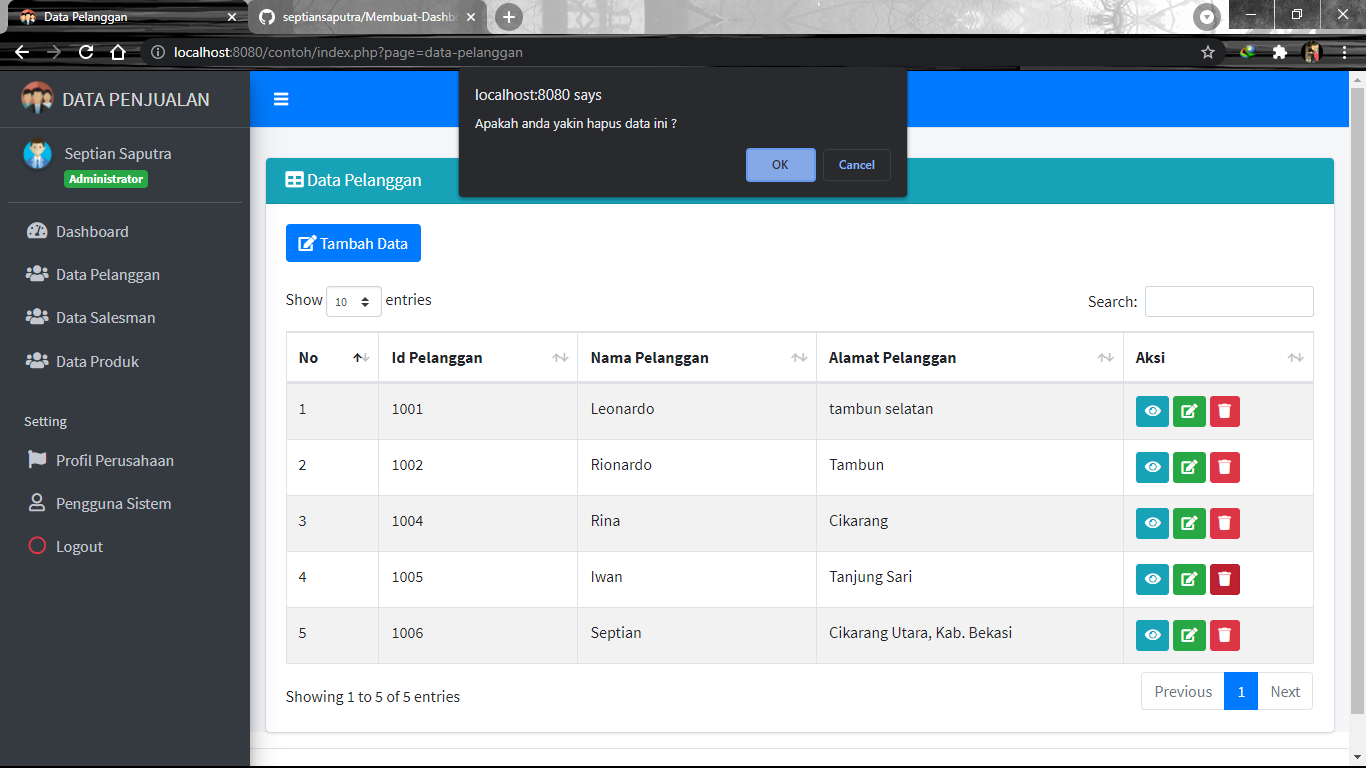 Data Pelanggan
septiansaputra/Membuat-Dashb
localhost:8080/contoh/index.php?page=data-pelanggan
DATA PENJUALAN
Septian Saputra
Administrator
Dashboard
Data Pelanggan
Data Salesman
Data Produk
Setting
Profil Perusahaan
Pengguna Sistem
Logout
localhost:8080 says
Apakah anda yakin hapus data ini ?
OK Cancel
Data Pelanggan
Tambah Data
Show 10 entries Search:
No Id Pelanggan Nama Pelanggan Alamat Pelanggan Aksi
1 1001 Leonardo tambun selatan
2 1002 Rionardo Tambun
3 1004 Rina Cikarang
4 1005 Iwan Tanjung Sari
5 1006 Septian Cikarang Utara, Kab. Bekasi
Showing 1 to 5 of 5 entries Previous 1 Next